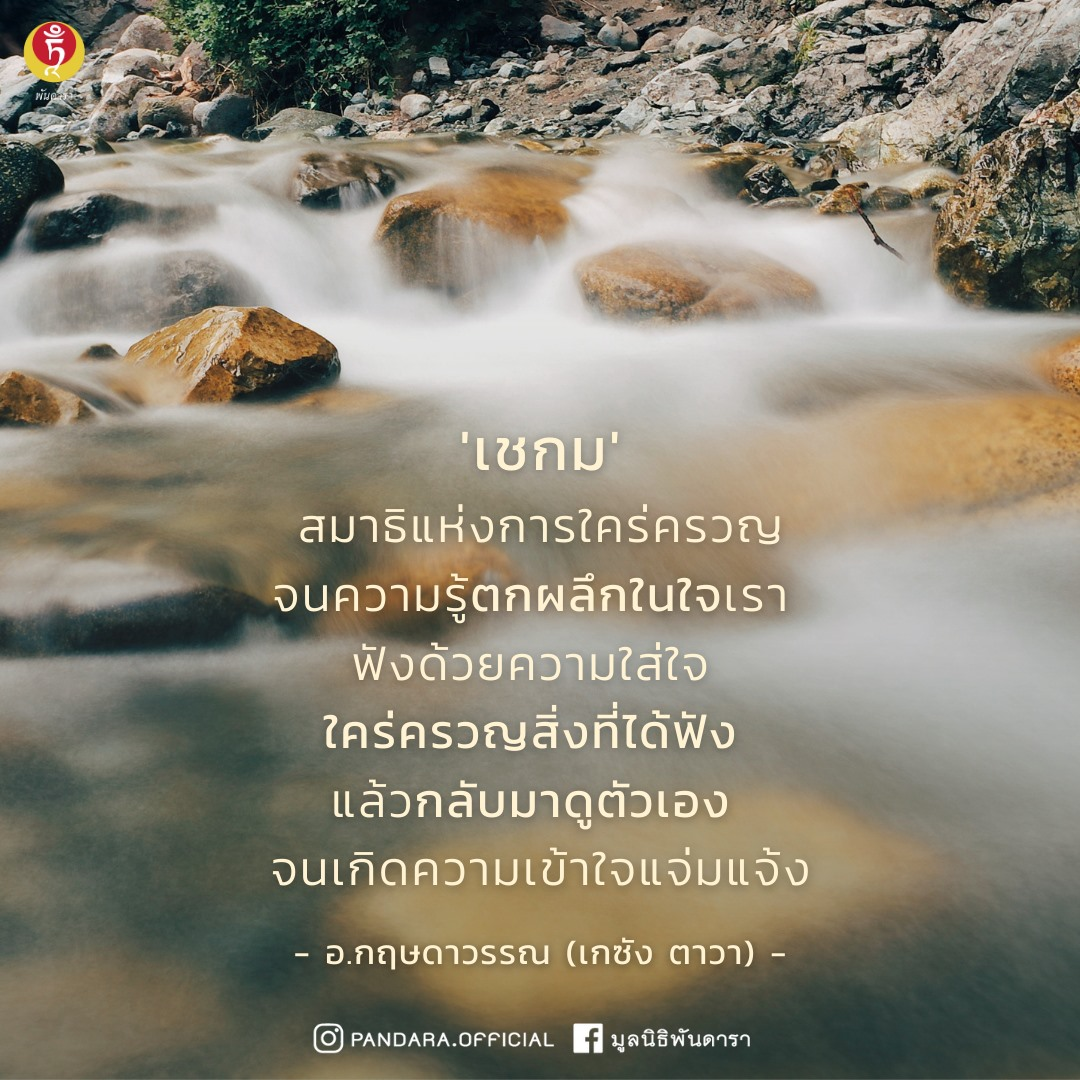 พันดารา
'เชกม'
สมาธิแห่งการใคร่ครวญ
จนความรู้ตกผลึกในใจเรา
ฟังด้วยความใส่ใจ
ใคร่ครวญสิ่งที่ได้ฟัง
แล้วกลับมาดูตัวเอง
จนเกิดความเข้าใจแจ่มแจ้ง
- อ.กฤษดาวรรณ (เกซัง ตาวา) -
PANDARA.OFFICIAL มูลนิธิพันดารา